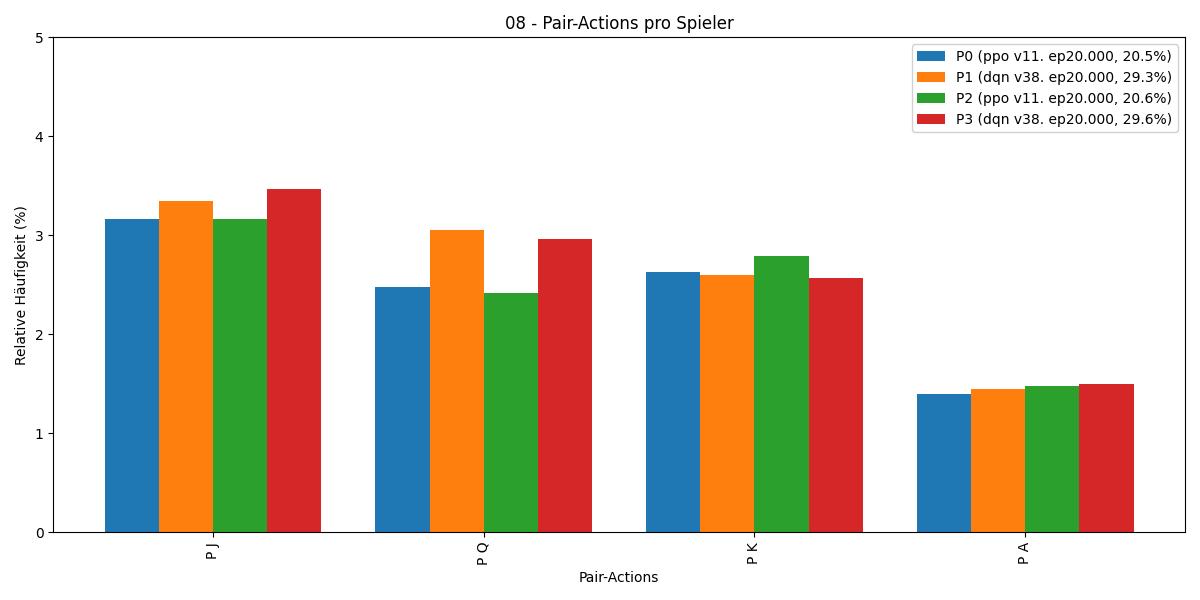 08 - Pair-Actions pro Spieler
P0 (ppo v11. ep20.000, 20.5%)
P1 (dqn v38. ep20.000, 29.3%)
P2 (ppo v11. ep20.000, 20.6%)
P3 (dqn v38. ep20.000, 29.6%)
Relative Häufigkeit (%)
5
4
3
2
1
0
P J
P Q
P K
P A
Pair-Actions